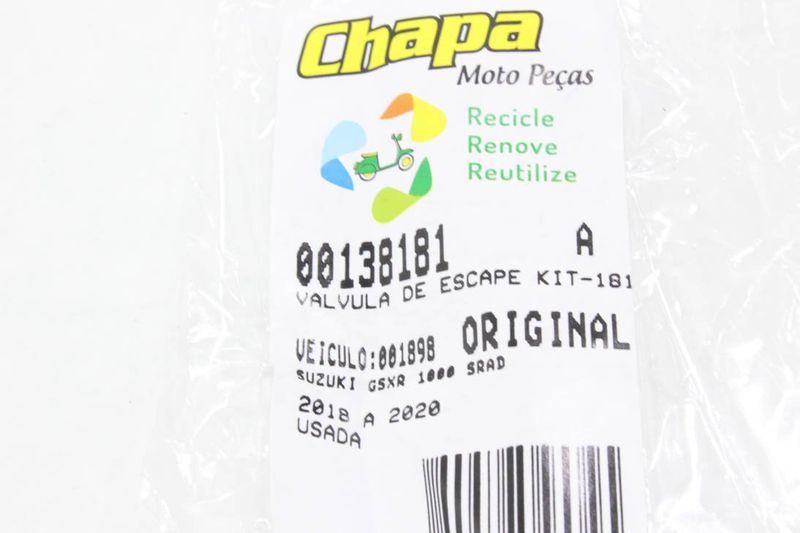 Chapa
Moto Peças
Recicle
Renove
Reutilize
00138181 A
VALVULA DE ESCAPE KIT-181
VEICULO:001898 ORIGINAL
SUZUKI GSXR 1000 SRAD
2018 A 2020
USADA